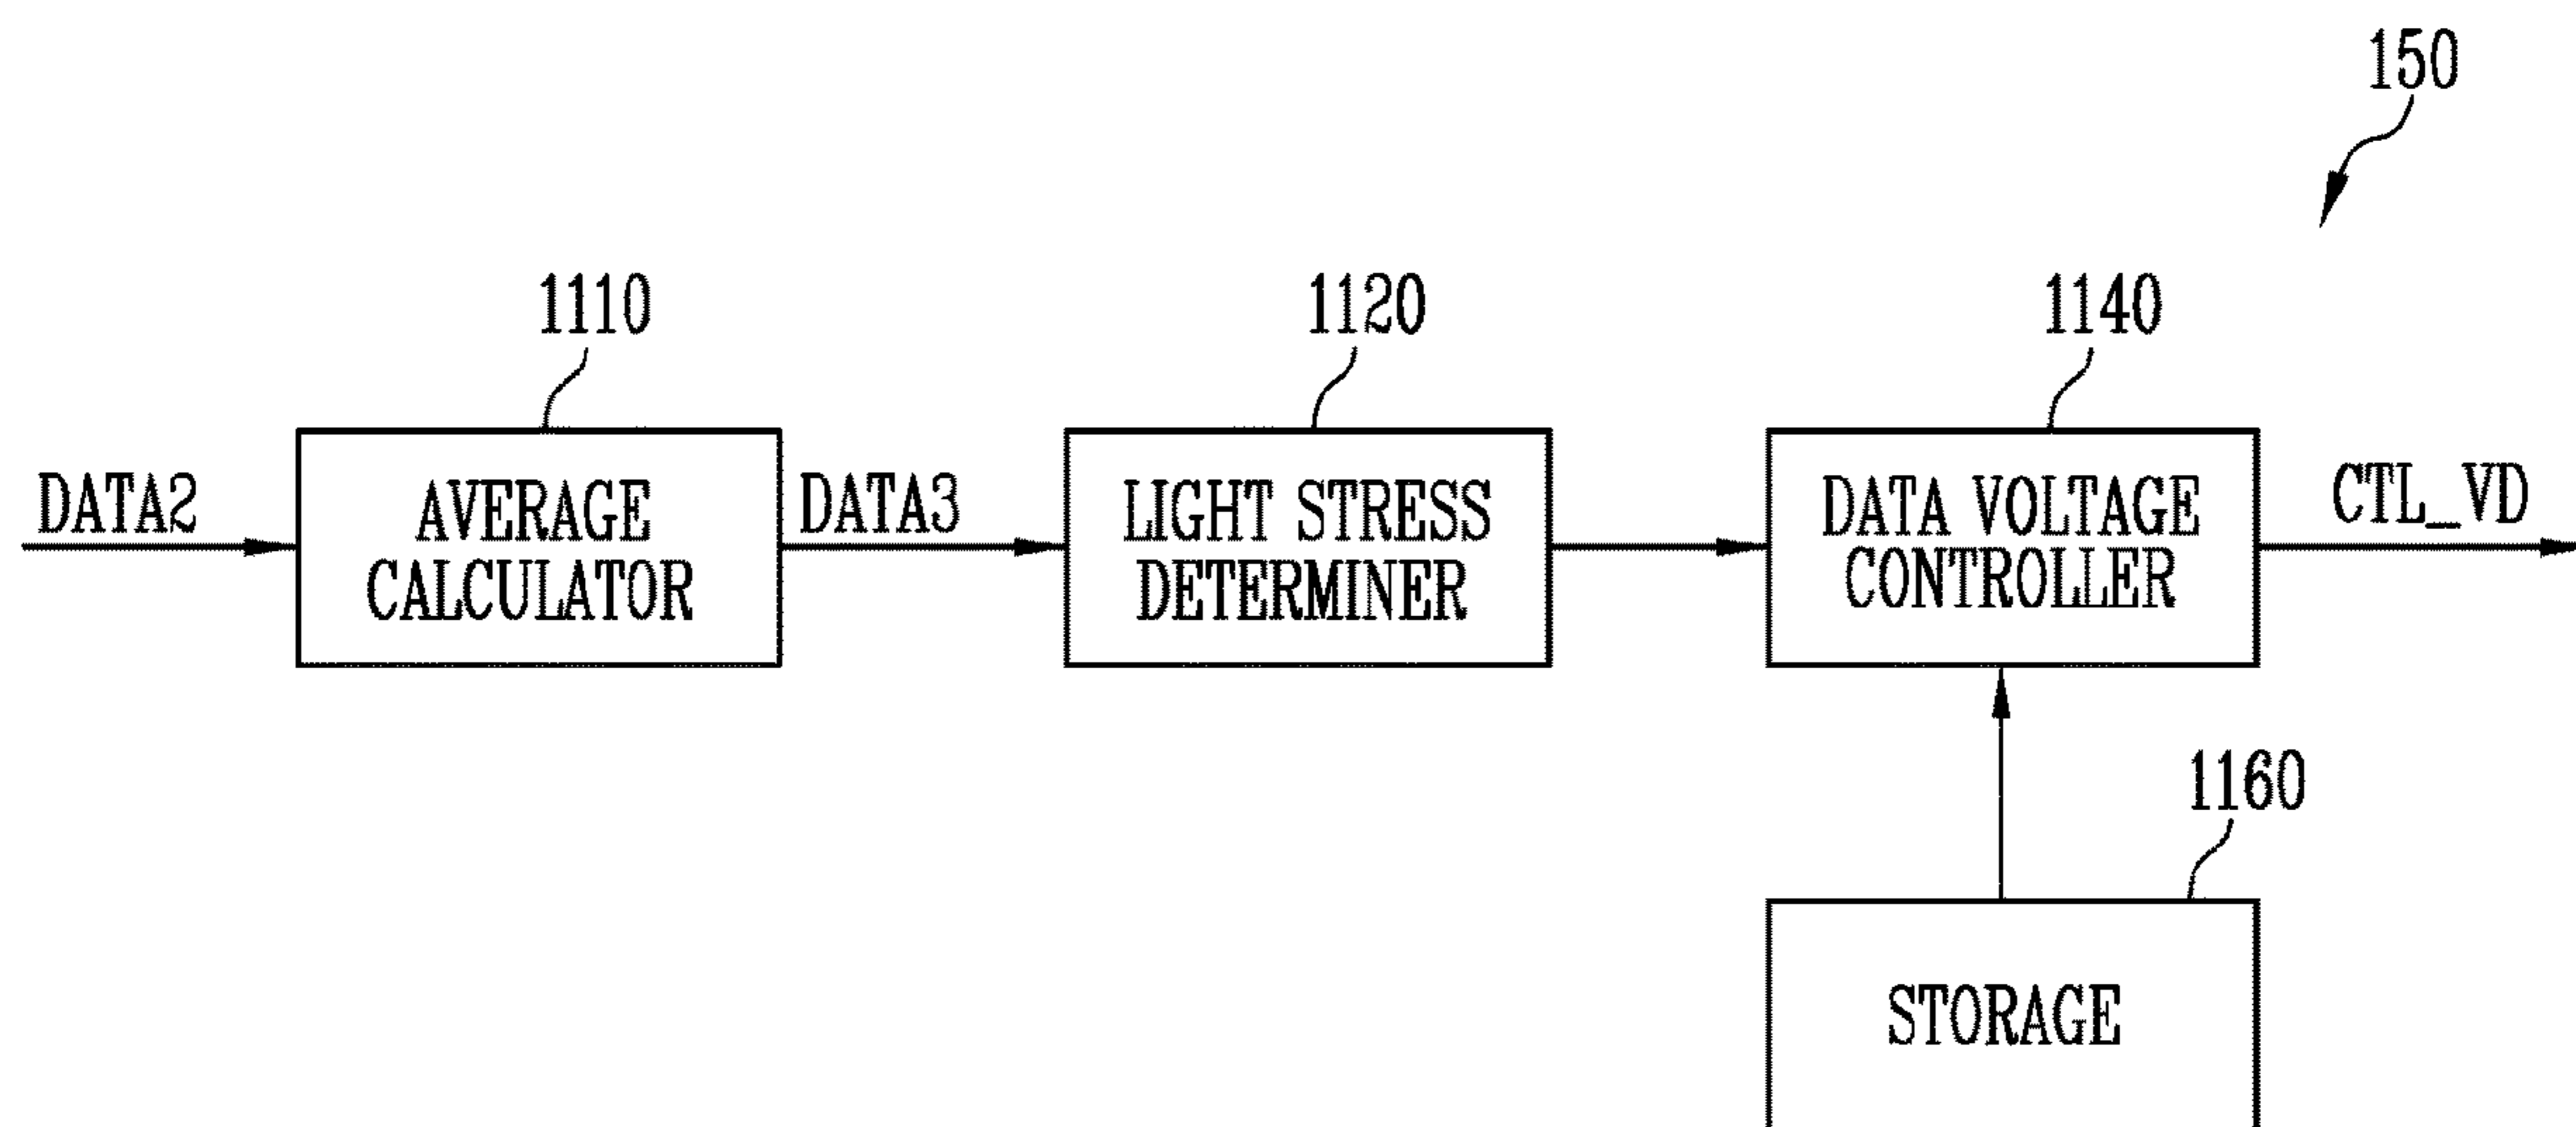 150
1110
1120
1140
DATA2
AVERAGE
CALCULATOR
DATA3
LIGHT STRESS
DETERMINER
DATA VOLTAGE
CONTROLLER
CTL_VD
1160
STORAGE